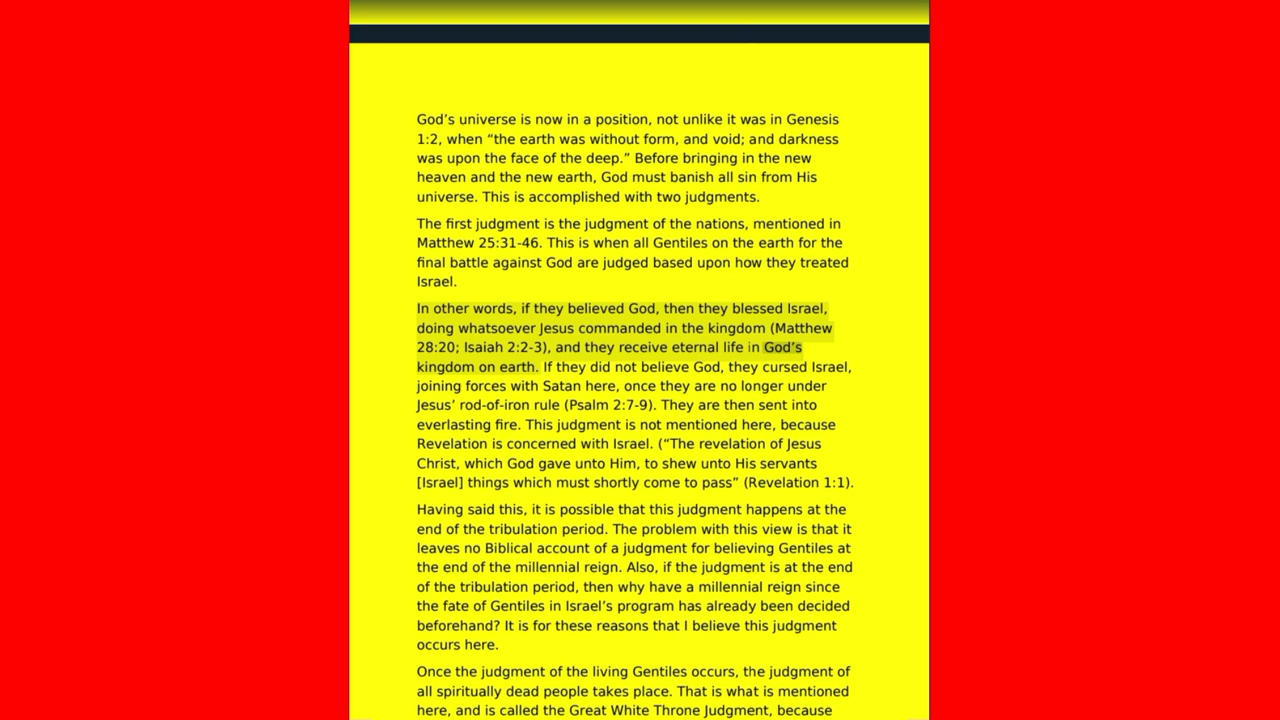 God’s universe is now in a position, not unlike it was in Genesis
1:2, when “the earth was without form, and void; and darkness
was upon the face of the deep.” Before bringing in the new
heaven and the new earth, God must banish all sin from His
universe. This is accomplished with two judgments.
The first judgment is the judgment of the nations, mentioned in
Matthew 25:31-46. This is when all Gentiles on the earth for the
final battle against God are judged based upon how they treated
Israel.
In other words, if they believed God, then they blessed Israel,
doing whatsoever Jesus commanded in the kingdom (Matthew
28:20; Isaiah 2:2-3), and they receive eternal life in God’s
kingdom on earth. If they did not believe God, they cursed Israel,
joining forces with Satan here, once they are no longer under
Jesus’ rod-of-iron rule (Psalm 2:7-9). They are then sent into
everlasting fire. This judgment is not mentioned here, because
Revelation is concerned with Israel. (“The revelation of Jesus
Christ, which God gave unto Him, to shew unto His servants
[Israel] things which must shortly come to pass” (Revelation 1:1).
Having said this, it is possible that this judgment happens at the
end of the tribulation period. The problem with this view is that it
leaves no Biblical account of a judgment for believing Gentiles at
the end of the millennial reign. Also, if the judgment is at the end
of the tribulation period, then why have a millennial reign since
the fate of Gentiles in Israel’s program has already been decided
beforehand? It is for these reasons that I believe this judgment
occurs here.
Once the judgment of the living Gentiles occurs, the judgment of
all spiritually dead people takes place. That is what is mentioned
here, and is called the Great White Throne Judgment, because